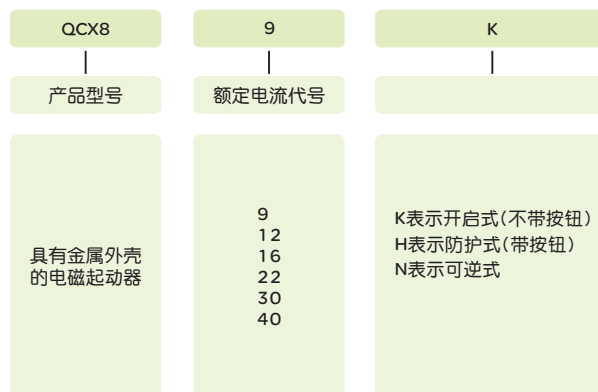 QCX8
9
K
产品型号
额定电流代号
具有金属外壳
的电磁起动器
9
12
16
22
30
40
K表示开启式(不带按钮)
H表示防护式(带按钮)
N表示可逆式